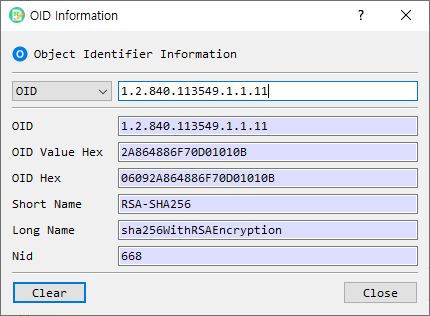 OID Information
?
O Object Identifier Information
OID 1.2.840.113549.1.1.11
OID 1.2.840.113549.1.1.11
OID Value Hex 2A864886F70D01010B
OID Hex 06092A864886F70D01010B
Short Name RSA-SHA256
Long Name sha256WithRSAEncryption
Nid 668
Clear Close